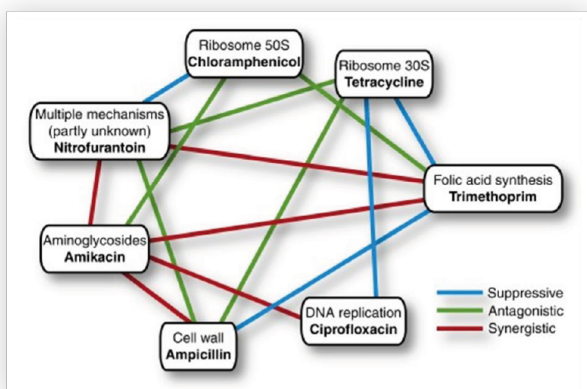 Ribosome 50S
Chloramphenicol
Ribosome 30S
Tetracycline
Multiple mechanisms
(partly unknown)
Nitrofurantoin
Folic acid synthesis
Trimethoprim
Aminoglycosides
Amikacin
DNA replication
Ciprofloxacin
Cell wall
Ampicillin
Suppressive
Antagonistic
Synergistic